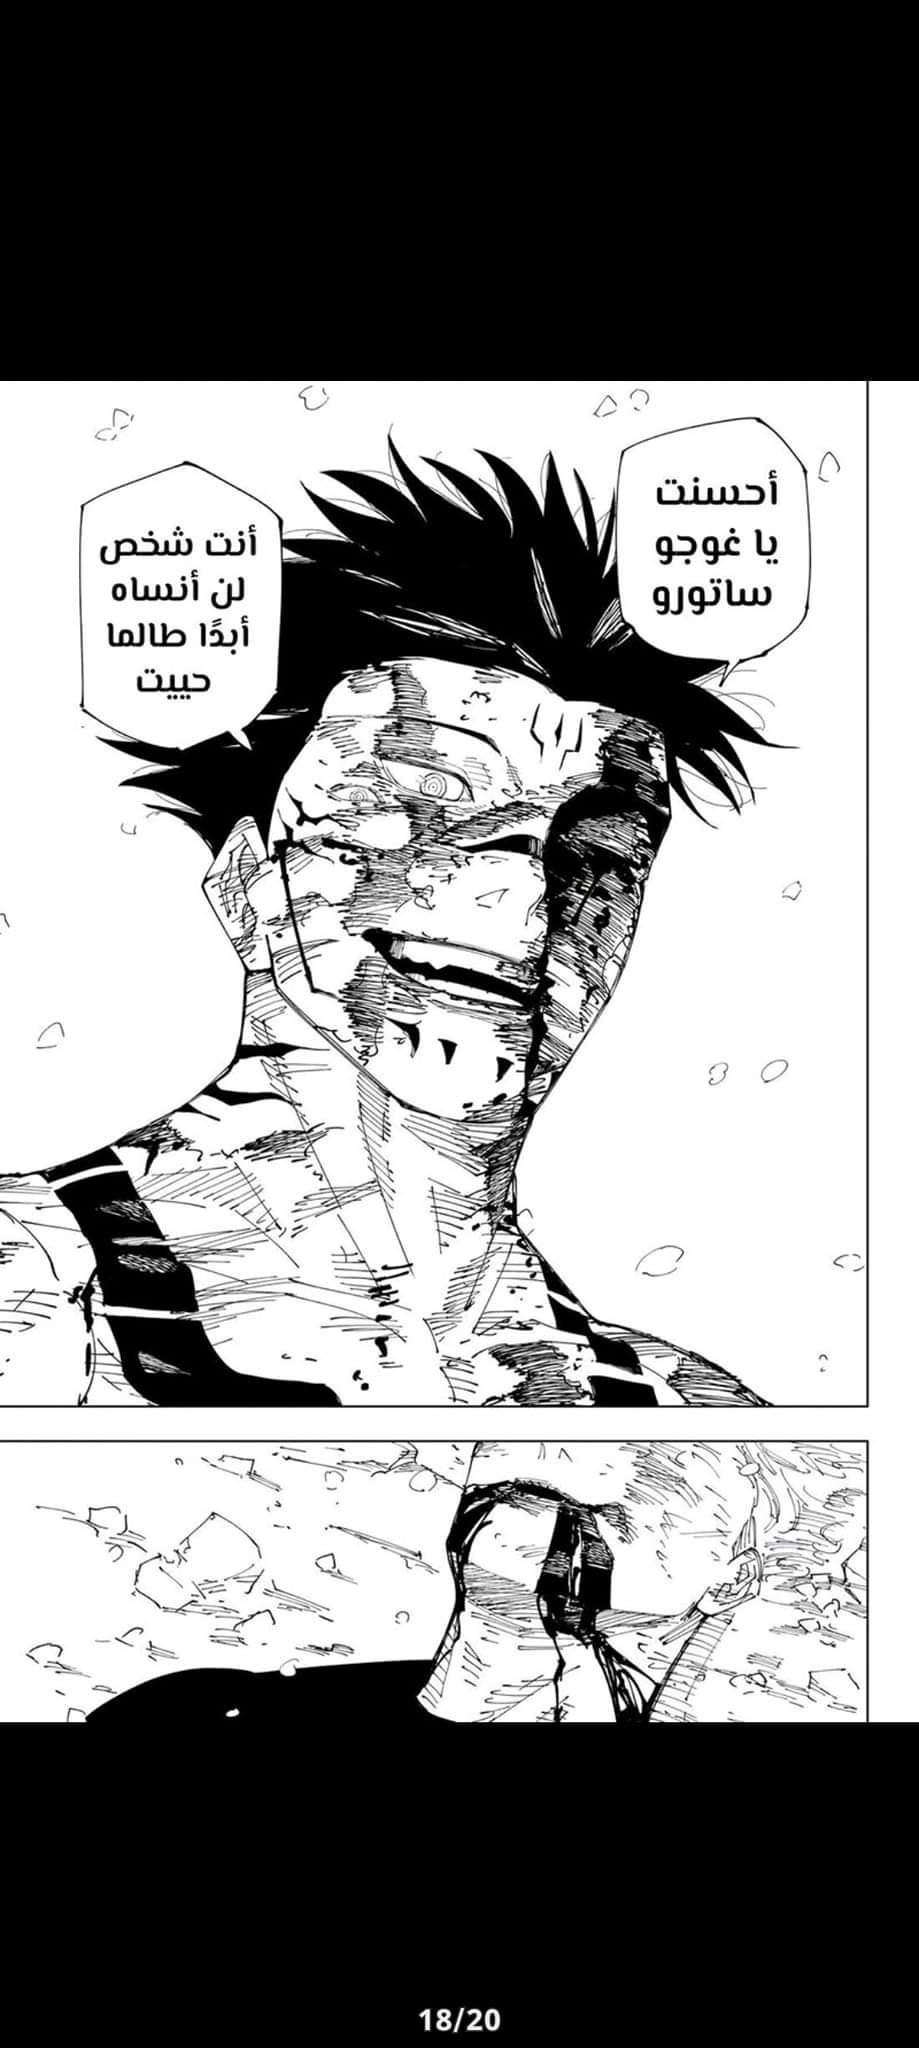 أحسنت
يا غوجو
ساتورو
أنت شخص
لن أنساه
أبدًا طالما
حييت
18/20